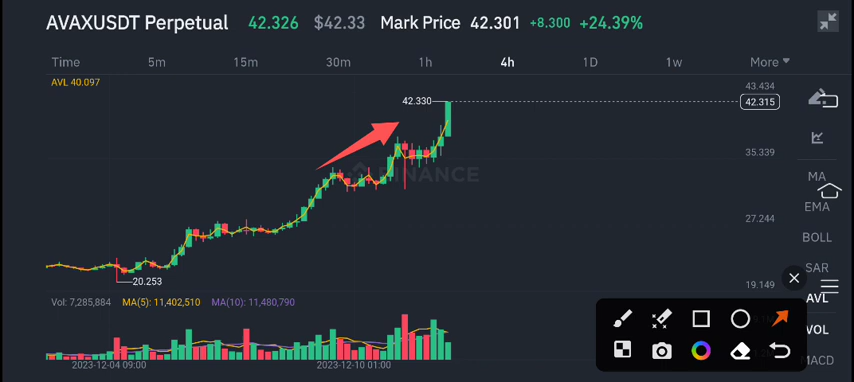 AVAXUSDT Perpetual 42.326 $42.33 Mark Price 42.301 +8.300 +24.39%
Time 5m 15m 30m 1h 4h 1D 1w More
AVL 40.097
43.434
42.330
42.315
35.339
BINANCE
MA
EMA
27.244
BOLL
SAR
20.253
19.149
AVL
Vol: 7,285,884 MA(5): 11,402,510 MA(10): 11,480,790
VOL
MACD
2023-12-04 09:00 2023-12-10 01:00